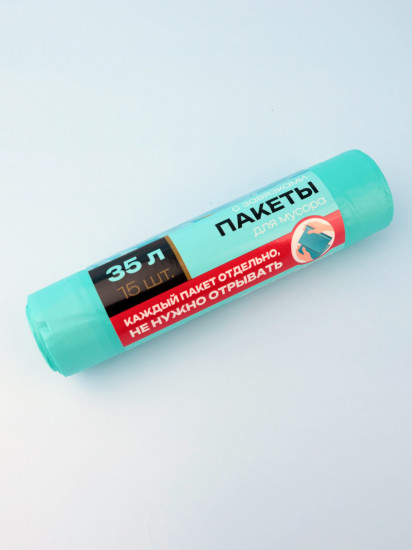 с завязками
ПАКЕТЫ
для мусора
35 Л
15 шт.
КАЖДЫЙ ПАКЕТ ОТДЕЛЬНО,
НЕ НУЖНО ОТРЫВАТЬ